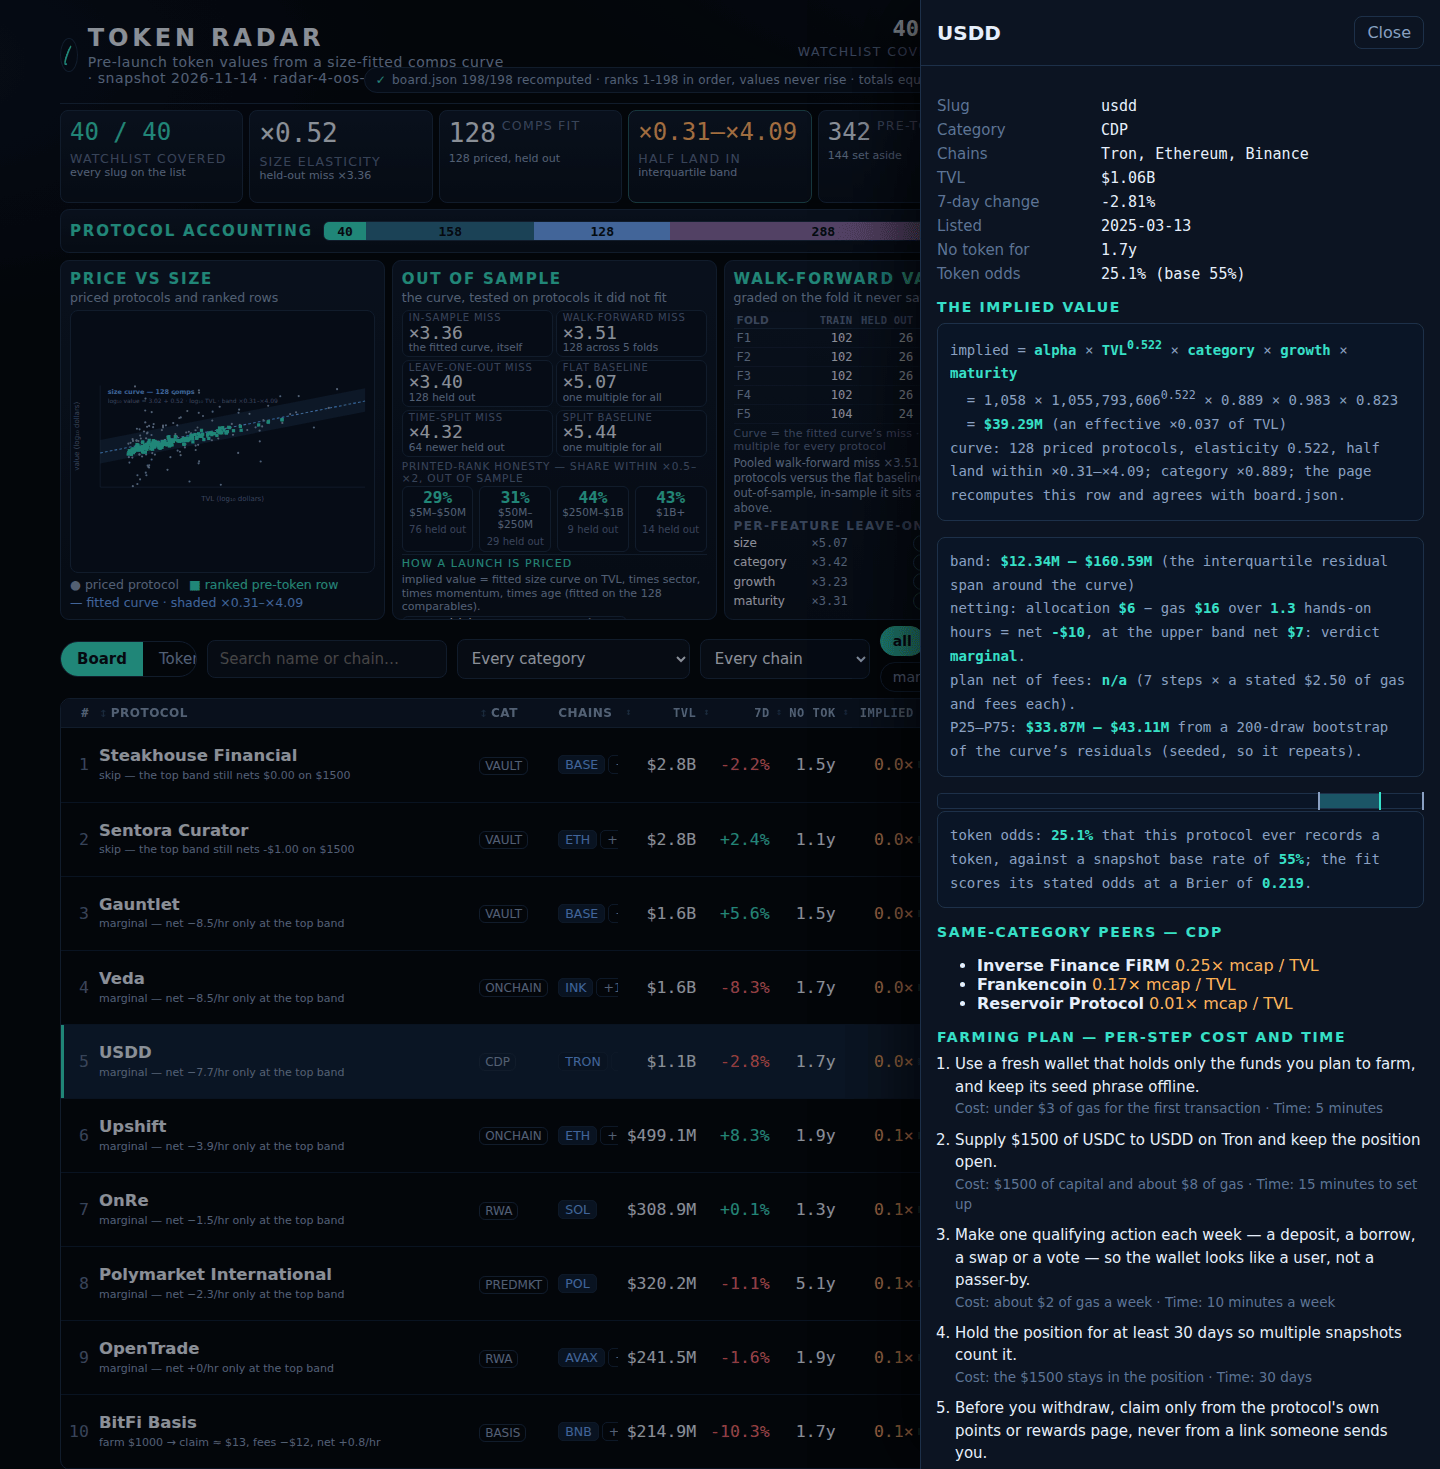 TOKEN RADAR
Pre-launch token values from a size-fitted comps curve
· snapshot 2026-11-14 · radar-4-oos-
40
WATCHLIST COV
✓ board.json 198/198 recomputed · ranks 1-198 in order, values never rise · totals equ
40 / 40
WATCHLIST COVERED
every slug on the list
×0.52
SIZE ELASTICITY
held-out miss ×3.36
128 COMPS FIT
128 priced, held out
×0.31–×4.09
HALF LAND IN
interquartile band
342 PRE-T
144 set aside
PROTOCOL ACCOUNTING
40 158 128 288
PRICE VS SIZE
priced protocols and ranked rows
size curve — 128 comps
value (log₁₀ dollars)
TVL (log₁₀ dollars)
● priced protocol ■ ranked pre-token row
— fitted curve · shaded ×0.31–×4.09
OUT OF SAMPLE
the curve, tested on protocols it did not fit
IN-SAMPLE MISS
×3.36
the fitted curve, itself
WALK-FORWARD MISS
×3.51
128 across 5 folds
LEAVE-ONE-OUT MISS
×3.40
128 held out
FLAT BASELINE
×5.07
one multiple for all
TIME-SPLIT MISS
×4.32
64 newer held out
SPLIT BASELINE
×5.44
one multiple for all
PRINTED-RANK HONESTY — SHARE WITHIN ×0.5–
×2, OUT OF SAMPLE
29%
$5M–$50M
76 held out
31%
$50M–
$250M
29 held out
44%
$250M–$1B
9 held out
43%
$1B+
14 held out
HOW A LAUNCH IS PRICED
implied value = fitted size curve on TVL, times sector,
times momentum, times age (fitted on the 128
comparables).
WALK-FORWARD VA
graded on the fold it never sa
FOLD TRAIN HELD OUT
F1 102 26
F2 102 26
F3 102 26
F4 102 26
F5 104 24
Curve = the fitted curve’s miss
multiple for every protocol
Pooled walk-forward miss ×3.51
protocols versus the flat baseline
out-of-sample, in-sample it sits a
above.
PER-FEATURE LEAVE-ON
size ×5.07
category ×3.42
growth ×3.23
maturity ×3.31
Board Token
Search name or chain…
Every category
Every chain
all
mar
# ↕ PROTOCOL ↕ CAT CHAINS ↕ TVL ↕ 7D ↕ NO TOK ↕ IMPLIED
1 Steakhouse Financial VAULT BASE $2.8B -2.2% 1.5y 0.0×
skip — the top band still nets $0.00 on $1500
2 Sentora Curator VAULT ETH + $2.8B +2.4% 1.1y 0.0×
skip — the top band still nets -$1.00 on $1500
3 Gauntlet VAULT BASE $1.6B +5.6% 1.5y 0.0×
marginal — net −8.5/hr only at the top band
4 Veda ONCHAIN INK +1 $1.6B -8.3% 1.7y 0.0×
marginal — net −8.5/hr only at the top band
5 USDD CDP TRON $1.1B -2.8% 1.7y 0.0×
marginal — net −7.7/hr only at the top band
6 Upshift ONCHAIN ETH + $499.1M +8.3% 1.9y 0.1×
marginal — net −3.9/hr only at the top band
7 OnRe RWA SOL $308.9M +0.1% 1.3y 0.1×
marginal — net −1.5/hr only at the top band
8 Polymarket International PREDMKT POL $320.2M -1.1% 5.1y 0.1×
marginal — net −2.3/hr only at the top band
9 OpenTrade RWA AVAX $241.5M -1.6% 1.9y 0.1×
marginal — net +0/hr only at the top band
10 BitFi Basis BASIS BNB + $214.9M -10.3% 1.7y 0.1×
farm $1000 → claim ≈ $13, fees −$12, net +0.8/hr
USDD
Close
Slug usdd
Category CDP
Chains Tron, Ethereum, Binance
TVL $1.06B
7-day change -2.81%
Listed 2025-03-13
No token for 1.7y
Token odds 25.1% (base 55%)
THE IMPLIED VALUE
implied = alpha × TVL^0.522 × category × growth ×
maturity
= 1,058 × 1,055,793,606^0.522 × 0.889 × 0.983 × 0.823
= $39.29M (an effective ×0.037 of TVL)
curve: 128 priced protocols, elasticity 0.522, half
land within ×0.31–×4.09; category ×0.889; the page
recomputes this row and agrees with board.json.
band: $12.34M — $160.59M (the interquartile residual
span around the curve)
netting: allocation $6 − gas $16 over 1.3 hands-on
hours = net -$10, at the upper band net $7: verdict
marginal.
plan net of fees: n/a (7 steps × a stated $2.50 of gas
and fees each).
P25–P75: $33.87M — $43.11M from a 200-draw bootstrap
of the curve’s residuals (seeded, so it repeats).
token odds: 25.1% that this protocol ever records a
token, against a snapshot base rate of 55%; the fit
scores its stated odds at a Brier of 0.219.
SAME-CATEGORY PEERS — CDP
• Inverse Finance FiRM 0.25× mcap / TVL
• Frankencoin 0.17× mcap / TVL
• Reservoir Protocol 0.01× mcap / TVL
FARMING PLAN — PER-STEP COST AND TIME
1. Use a fresh wallet that holds only the funds you plan to farm,
and keep its seed phrase offline.
Cost: under $3 of gas for the first transaction · Time: 5 minutes
2. Supply $1500 of USDC to USDD on Tron and keep the position
open.
Cost: $1500 of capital and about $8 of gas · Time: 15 minutes to set
up
3. Make one qualifying action each week — a deposit, a borrow,
a swap or a vote — so the wallet looks like a user, not a
passer-by.
Cost: about $2 of gas a week · Time: 10 minutes a week
4. Hold the position for at least 30 days so multiple snapshots
count it.
Cost: the $1500 stays in the position · Time: 30 days
5. Before you withdraw, claim only from the protocol's own
points or rewards page, never from a link someone sends
you.